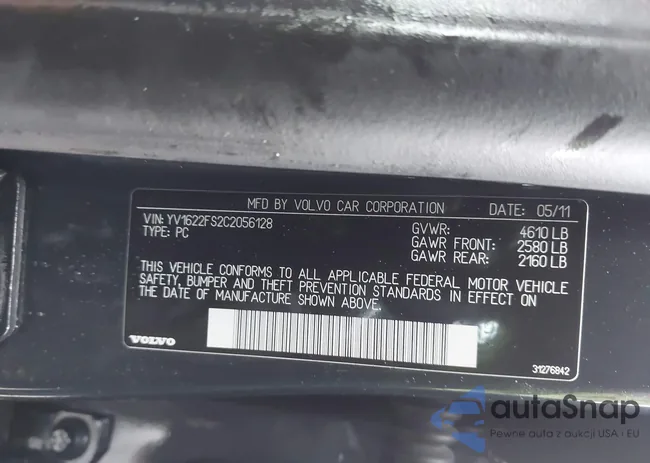 MFD BY VOLVO CAR CORPORATION DATE: 05/11
VIN: YV1622FS2C2056128 GVWR: 4610 LB
TYPE: PC GAWR FRONT: 2580 LB
GAWR REAR: 2160 LB
THIS VEHICLE CONFORMS TO ALL APPLICABLE FEDERAL MOTOR VEHICLE
SAFETY, BUMPER AND THEFT PREVENTION STANDARDS IN EFFECT ON
THE DATE OF MANUFACTURE SHOWN ABOVE.
VOLVO
31276842
autaSnap
Pewne auta z aukcji USA i EU